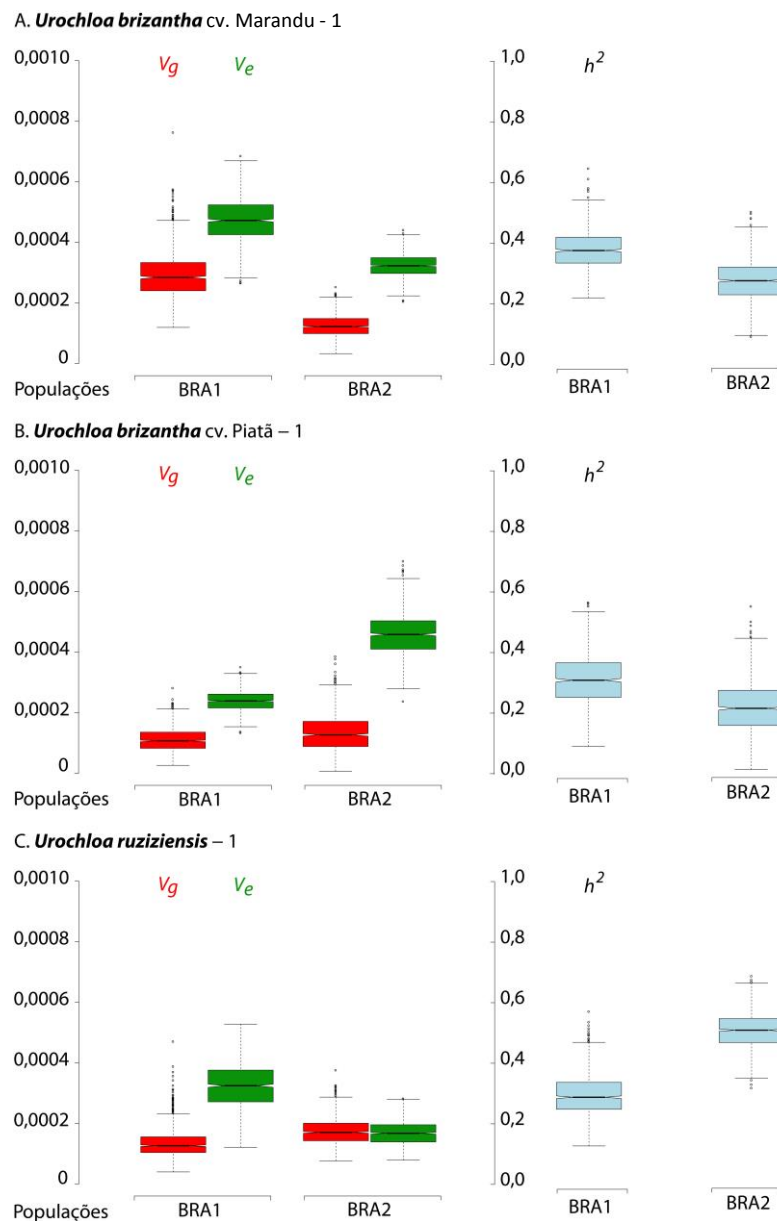 A. Urochloa brizantha cv. Marandu - 1
0,0010 Vg Ve 1,0 h²
0,0008 0,8
0,0006 0,6
0,0004 0,4
0,0002 0,2
0 0,0
Populações BRA1 BRA2 BRA1 BRA2
B. Urochloa brizantha cv. Piatã – 1
0,0010 Vg Ve 1,0 h²
0,0008 0,8
0,0006 0,6
0,0004 0,4
0,0002 0,2
0 0,0
Populações BRA1 BRA2 BRA1 BRA2
C. Urochloa ruziziensis – 1
0,0010 Vg Ve 1,0 h²
0,0008 0,8
0,0006 0,6
0,0004 0,4
0,0002 0,2
0 0,0
Populações BRA1 BRA2 BRA1 BRA2